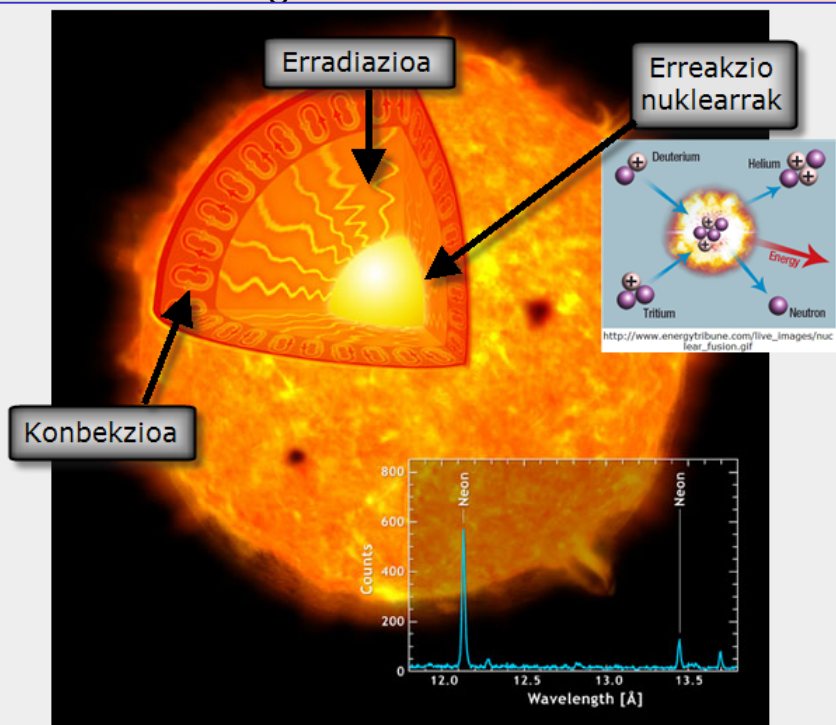 Erradiazioa
Erreakzio
nuklearrak
Deuterium
Helium
Energy
Tritium
Neutron
http://www.energytribune.com/live_images/nuc
lear_fusion.gif
Konbekzioa
800
600
400
200
0
Counts
Neon
Neon
12.0 12.5 13.0 13.5
Wavelength [Å]